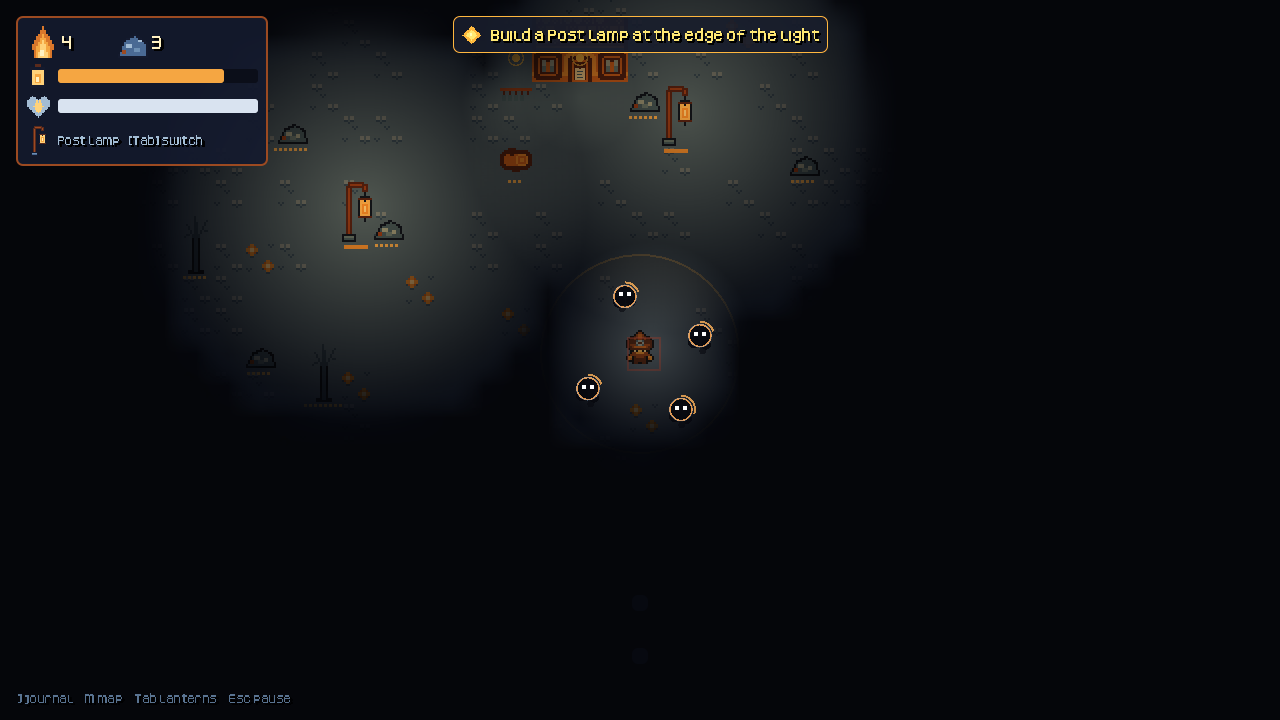 4 3
Build a Post Lamp at the edge of the light
Post Lamp [Tab] switch
J journal M map Tab lanterns Esc pause